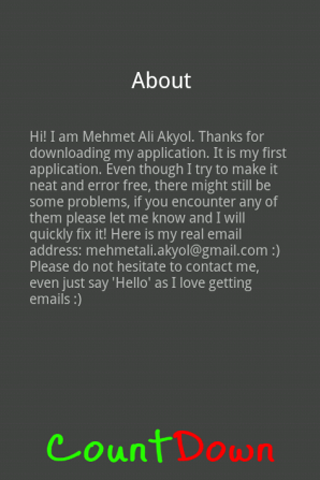 About
Hi! I am Mehmet Ali Akyol. Thanks for
downloading my application. It is my first
application. Even though I try to make it
neat and error free, there might still be
some problems, if you encounter any of
them please let me know and I will
quickly fix it! Here is my real email
address: mehmetali.akyol@gmail.com :)
Please do not hesitate to contact me,
even just say 'Hello' as I love getting
emails :)
CountDown